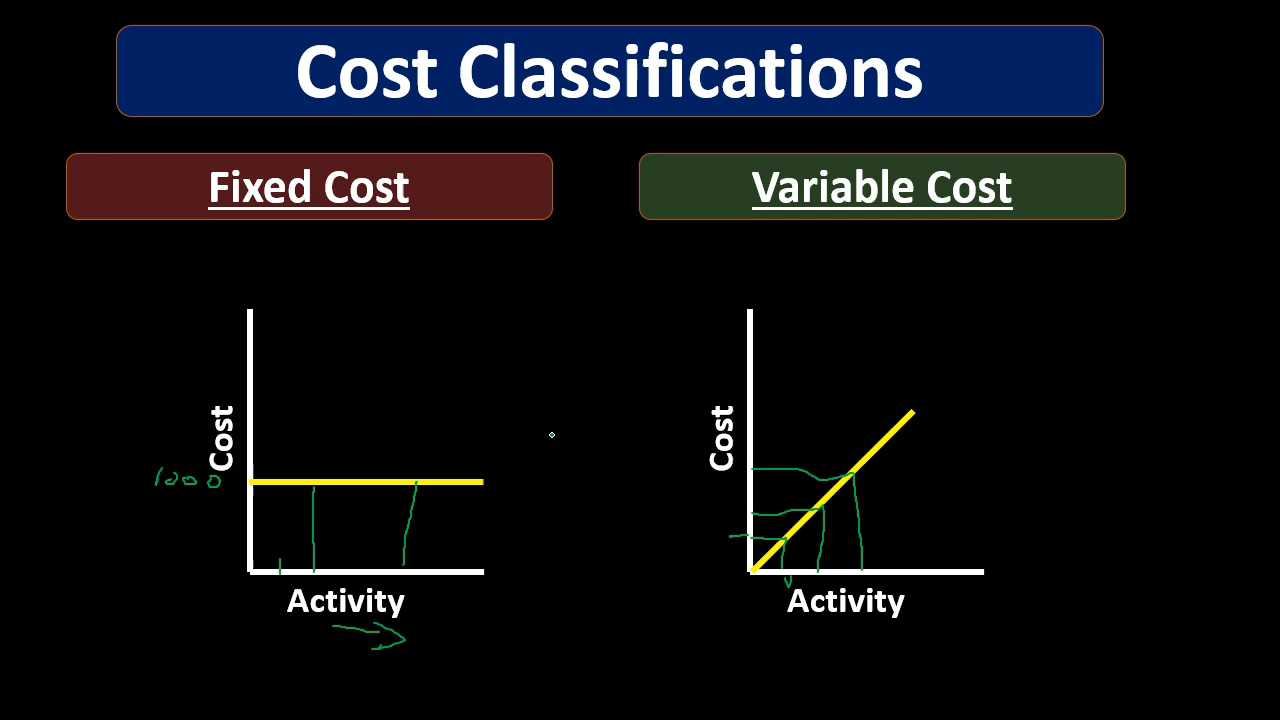 Cost Classifications
Fixed Cost
Variable Cost
Cost
1000
Activity
Cost
Activity